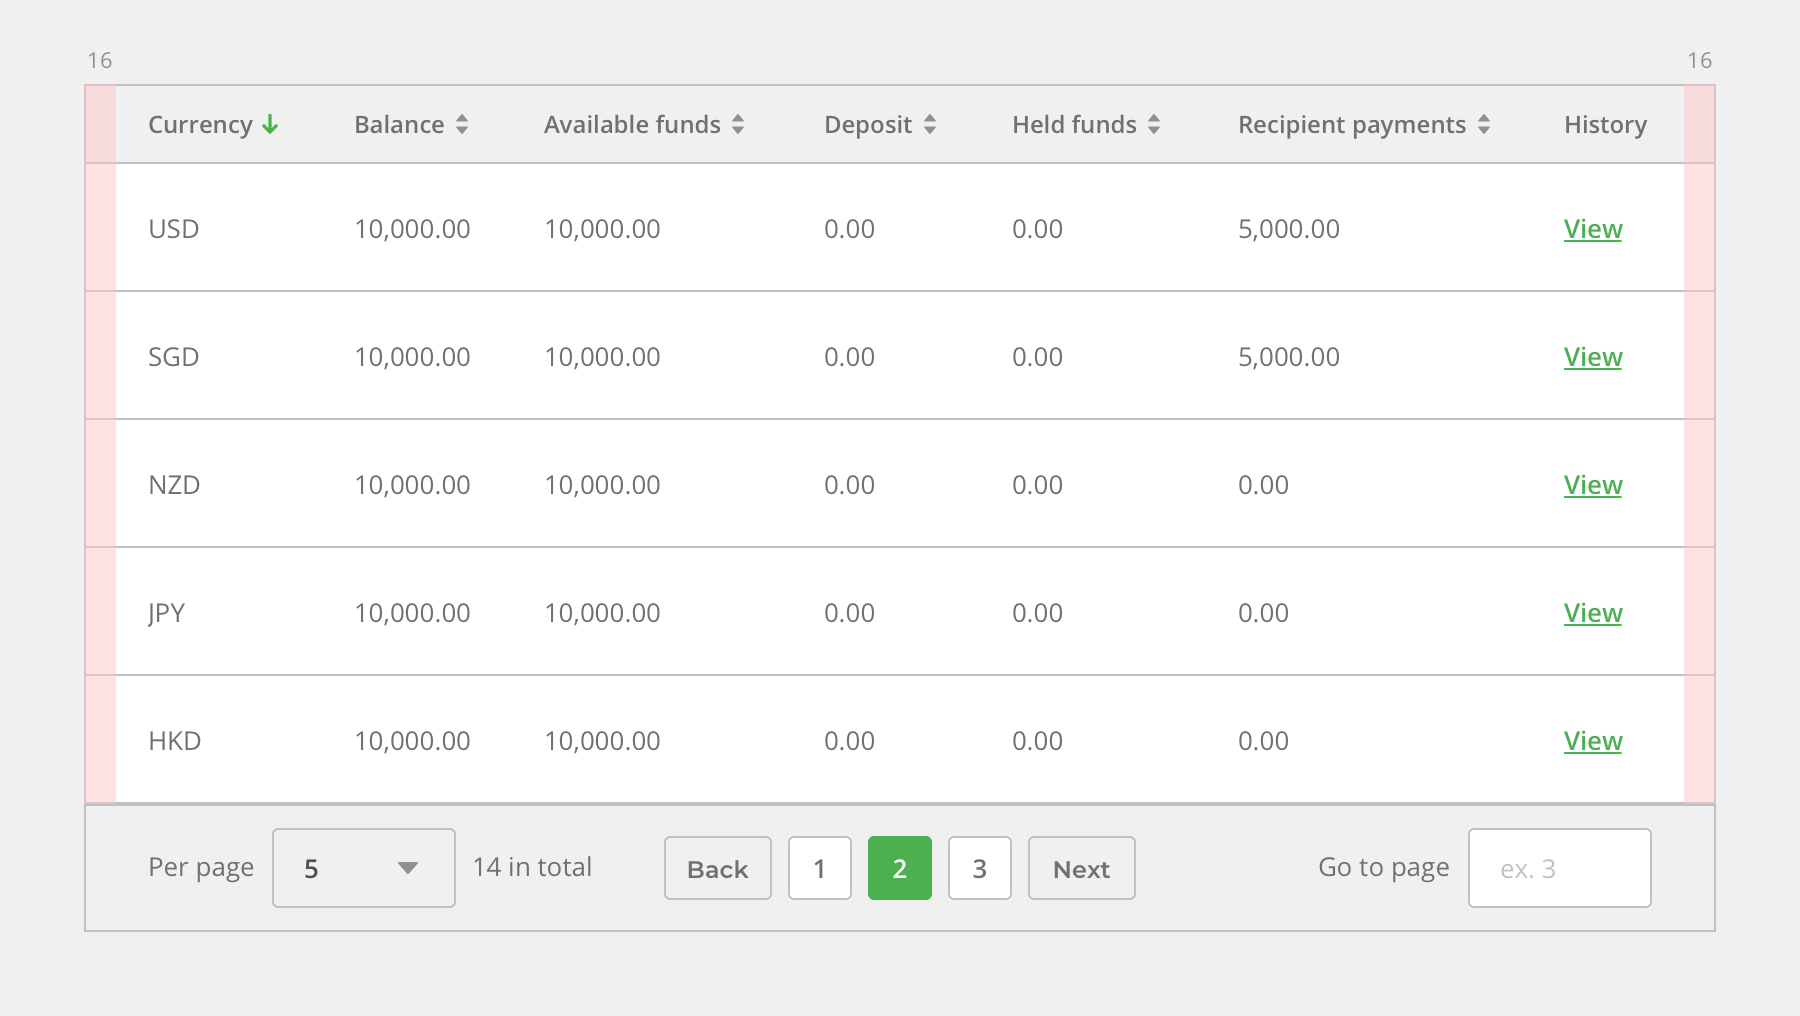 16 16
Currency Balance Available funds Deposit Held funds Recipient payments History
USD 10,000.00 10,000.00 0.00 0.00 5,000.00 View
SGD 10,000.00 10,000.00 0.00 0.00 5,000.00 View
NZD 10,000.00 10,000.00 0.00 0.00 0.00 View
JPY 10,000.00 10,000.00 0.00 0.00 0.00 View
HKD 10,000.00 10,000.00 0.00 0.00 0.00 View
Per page 5 14 in total Back 1 2 3 Next Go to page ex. 3